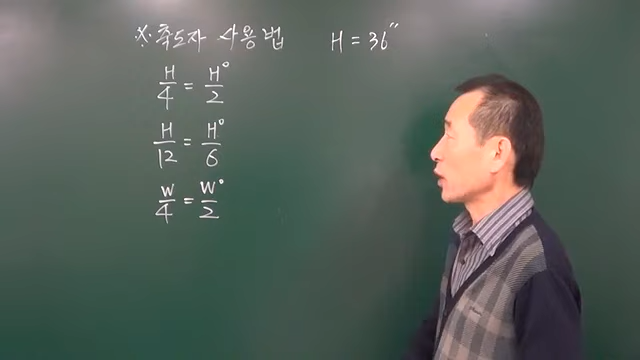 ※ 축도자 사용법 H = 36"
H/4 = H°/2
H/12 = H°/6
W/4 = W°/2